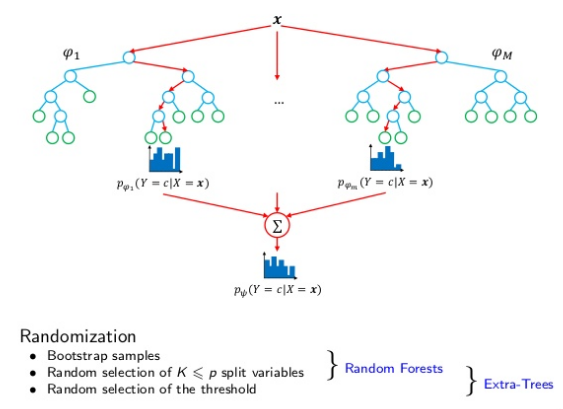 x
φ1 φM
...
pφ1(Y = c|X = x) pφm(Y = c|X = x)
Σ
pψ(Y = c|X = x)
Randomization
• Bootstrap samples
• Random selection of K ⩽ p split variables } Random Forests
• Random selection of the threshold } Extra-Trees